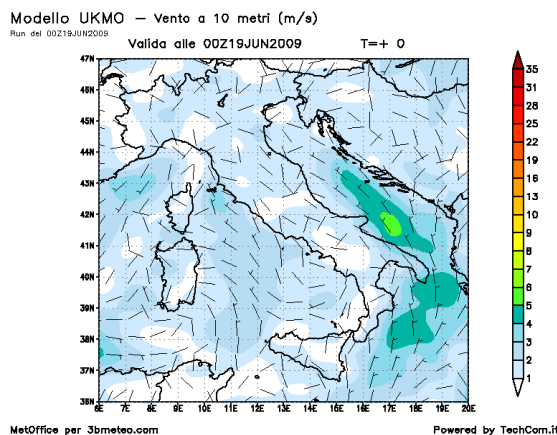 Modello UKMO - Vento a 10 metri (m/s)
Run del 00Z19JUN2009
Valida alle 00Z19JUN2009 T=+ 0
47N
46N
45N
44N
43N
42N
41N
40N
39N
38N
37N
36N
6E 7E 8E 9E 10E 11E 12E 13E 14E 15E 16E 17E 18E 19E 20E
35
31
28
25
22
19
16
13
10
9
8
7
6
5
4
3
2
1
MetOffice per 3bmeteo.com
Powered by TechCom.it